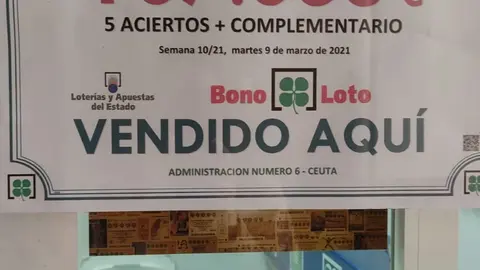 5 ACIERTOS + COMPLEMENTARIO
Semana 10/21, martes 9 de marzo de 2021
Loterías y Apuestas
del Estado
Bono Loto
VENDIDO AQUÍ
ADMINISTRACION NUMERO 6 - CEUTA